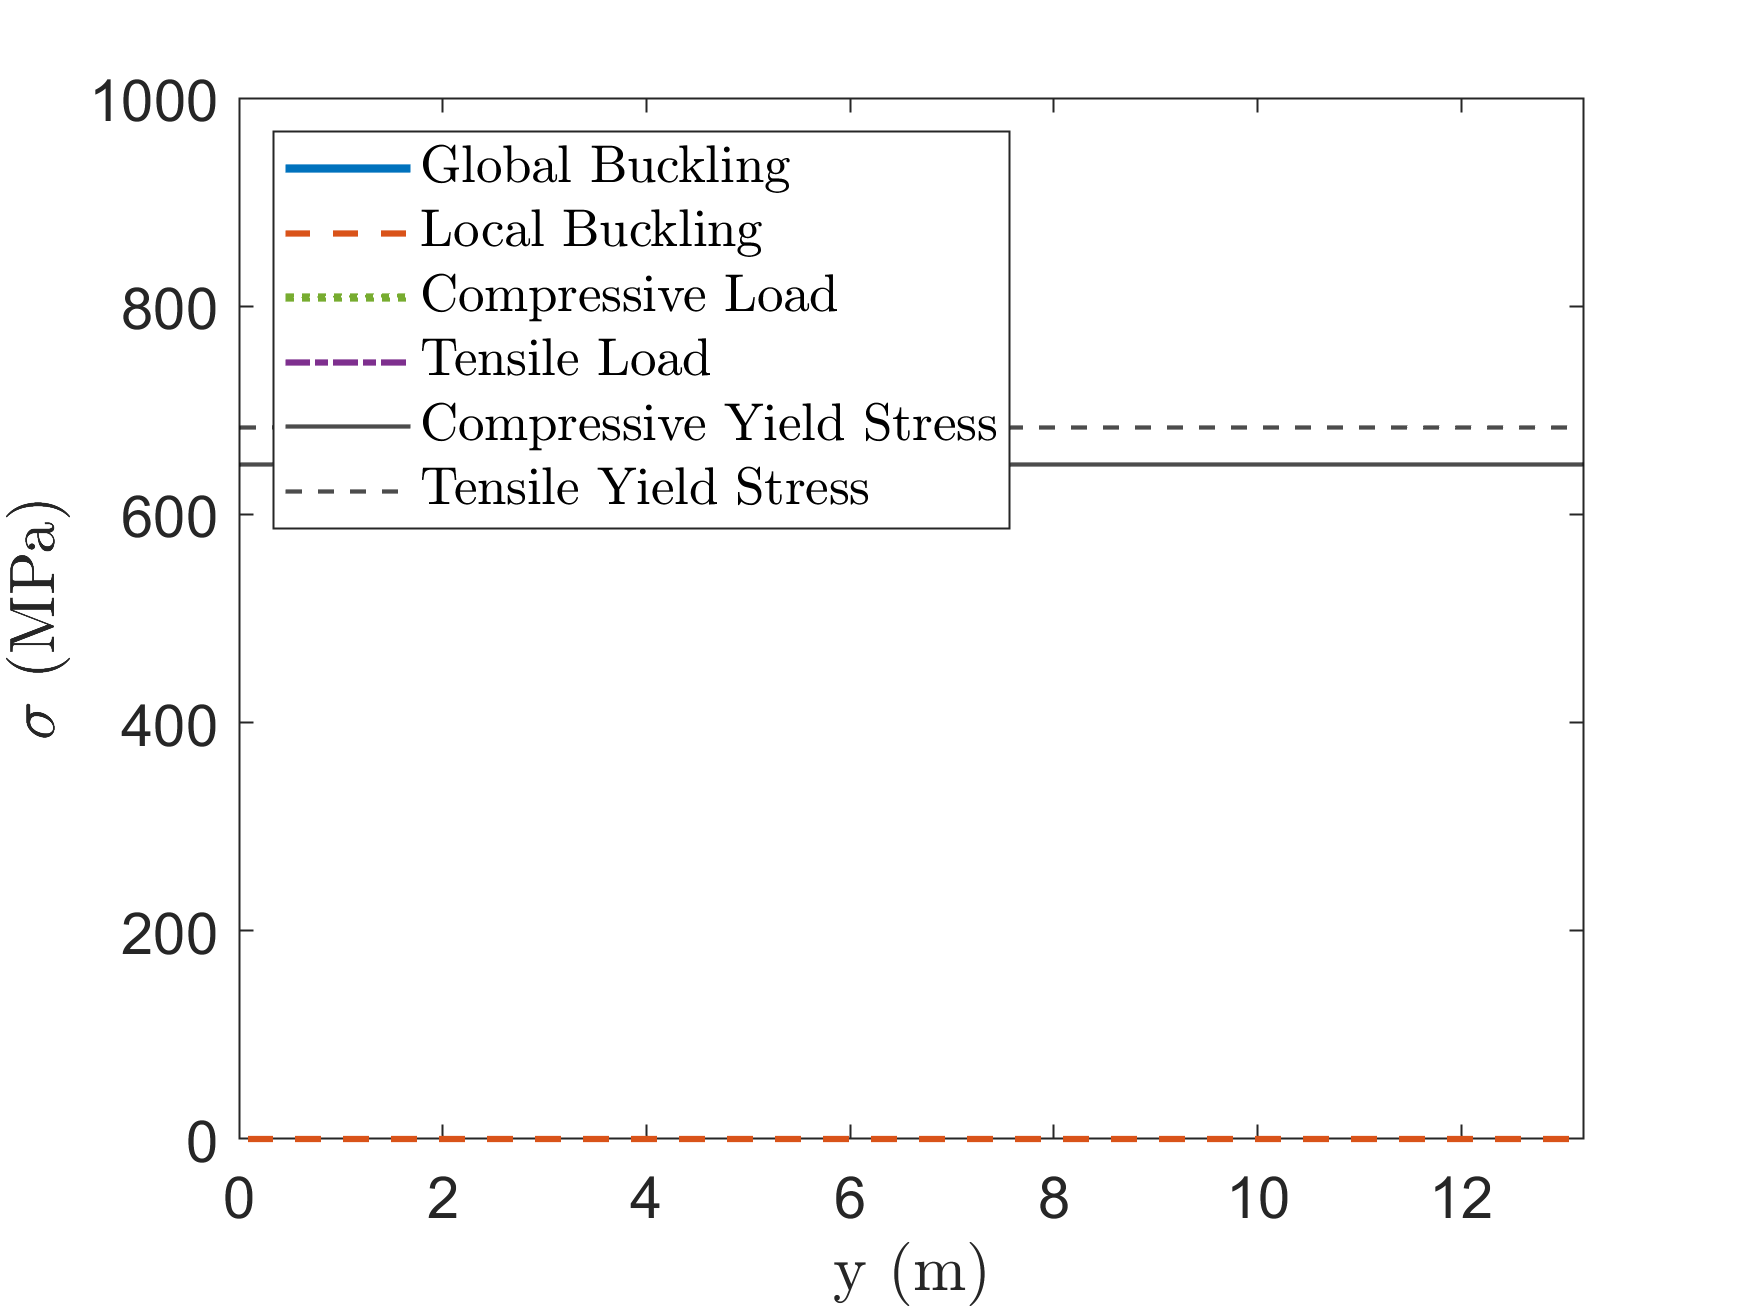 1000
800
600
400
200
0
σ (MPa)
Global Buckling
Local Buckling
Compressive Load
Tensile Load
Compressive Yield Stress
Tensile Yield Stress
0 2 4 6 8 10 12
y (m)